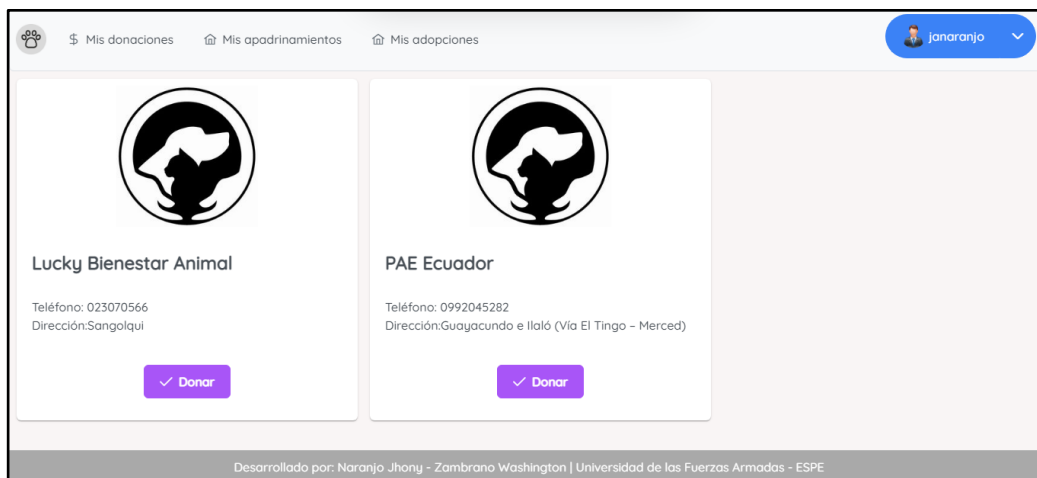 $ Mis donaciones Mis apadrinamientos Mis adopciones janaranjo
Lucky Bienestar Animal
Teléfono: 023070566
Dirección:Sangolqui
Donar
PAE Ecuador
Teléfono: 0992045282
Dirección:Guayacundo e Ilaló (Vía El Tingo – Merced)
Donar
Desarrollado por: Naranjo Jhony - Zambrano Washington | Universidad de las Fuerzas Armadas - ESPE